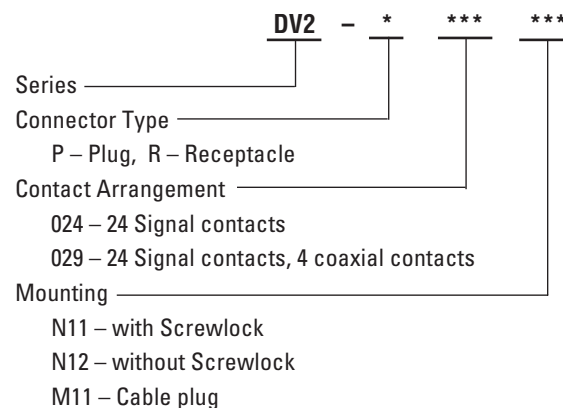 DV2 – * *** ***
Series
Connector Type
P – Plug, R – Receptacle
Contact Arrangement
024 – 24 Signal contacts
029 – 24 Signal contacts, 4 coaxial contacts
Mounting
N11 – with Screwlock
N12 – without Screwlock
M11 – Cable plug